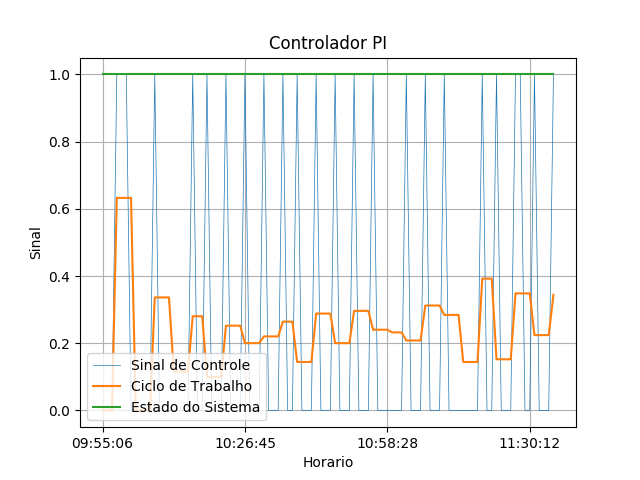 Controlador PI
1.0
0.8
0.6
0.4
0.2
0.0
Sinal
Sinal de Controle
Ciclo de Trabalho
Estado do Sistema
09:55:06 10:26:45 10:58:28 11:30:12
Horario